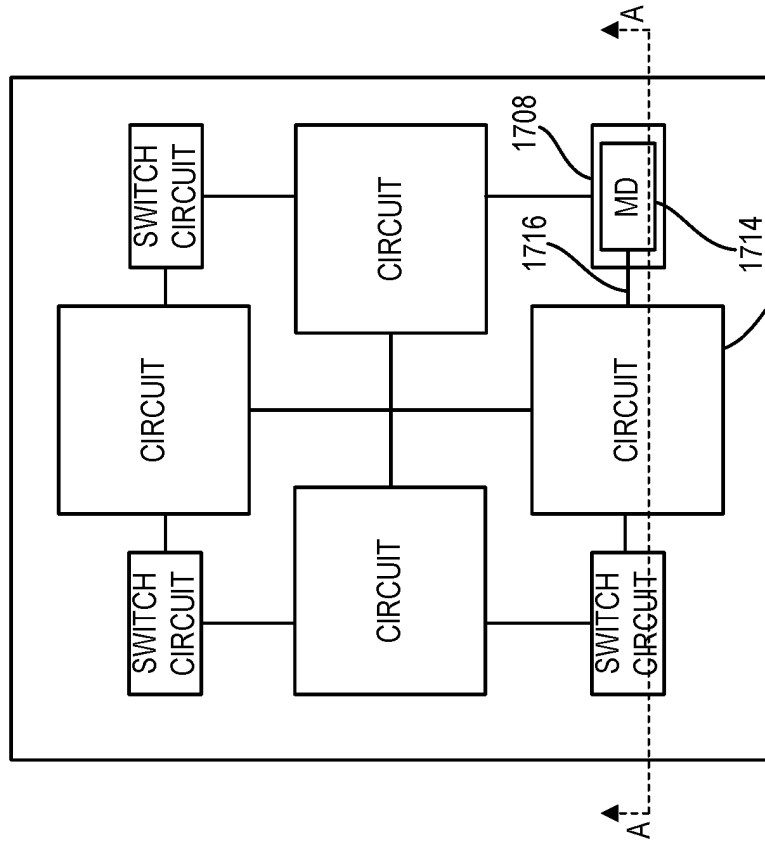 SWITCH
CIRCUIT
CIRCUIT
SWITCH
CIRCUIT
CIRCUIT
CIRCUIT
1716
1708
A
SWITCH
CIRCUIT
CIRCUIT
MD
A
1714